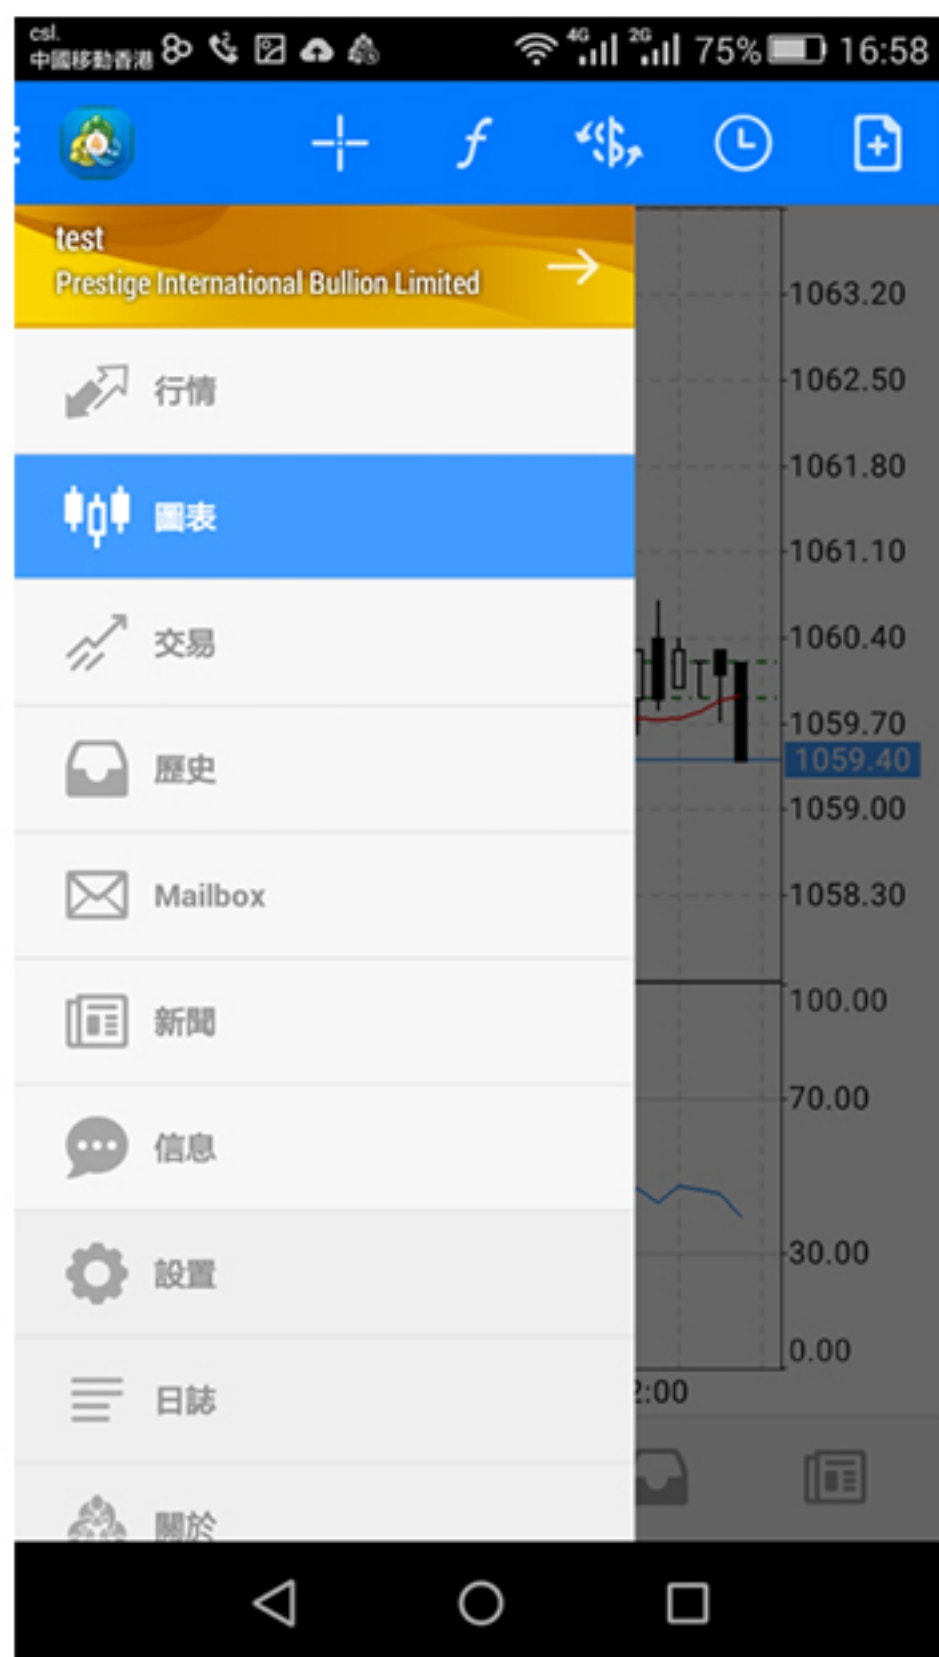 csl.
中國移動香港
4G 2G 75% 16:58
test
Prestige International Bullion Limited
行情
圖表
交易
歷史
Mailbox
新聞
信息
設置
日誌
關於
1063.20
1062.50
1061.80
1061.10
1060.40
1059.70
1059.40
1059.00
1058.30
100.00
70.00
30.00
0.00
2:00